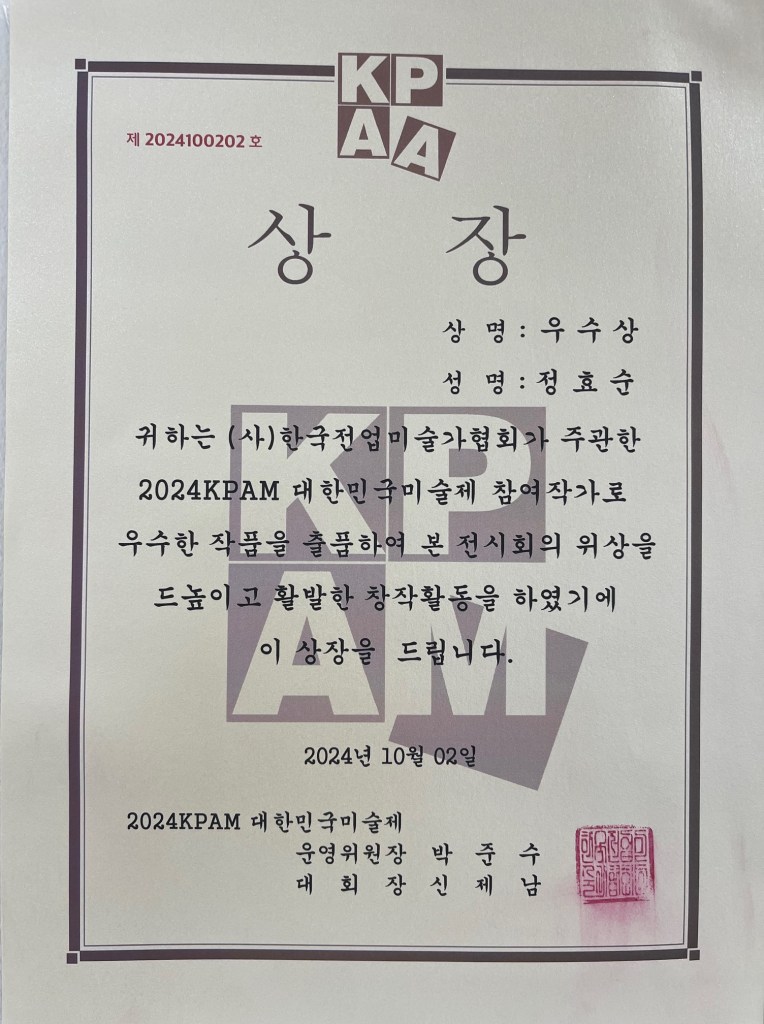 KP
AA
제 2024100202 호
상 장
상 명 : 우 수 상
성 명 : 정 효 순
귀하는 (사)한국전업미술가협회가 주관한
2024KPAM 대한민국미술제 참여작가로
우수한 작품을 출품하여 본 전시회의 위상을
드높이고 활발한 창작활동을 하였기에
이 상장을 드립니다.
KP
AM
2024년 10월 02일
2024KPAM 대한민국미술제
운영위원장 박 준 수
대 회 장 신 제 남